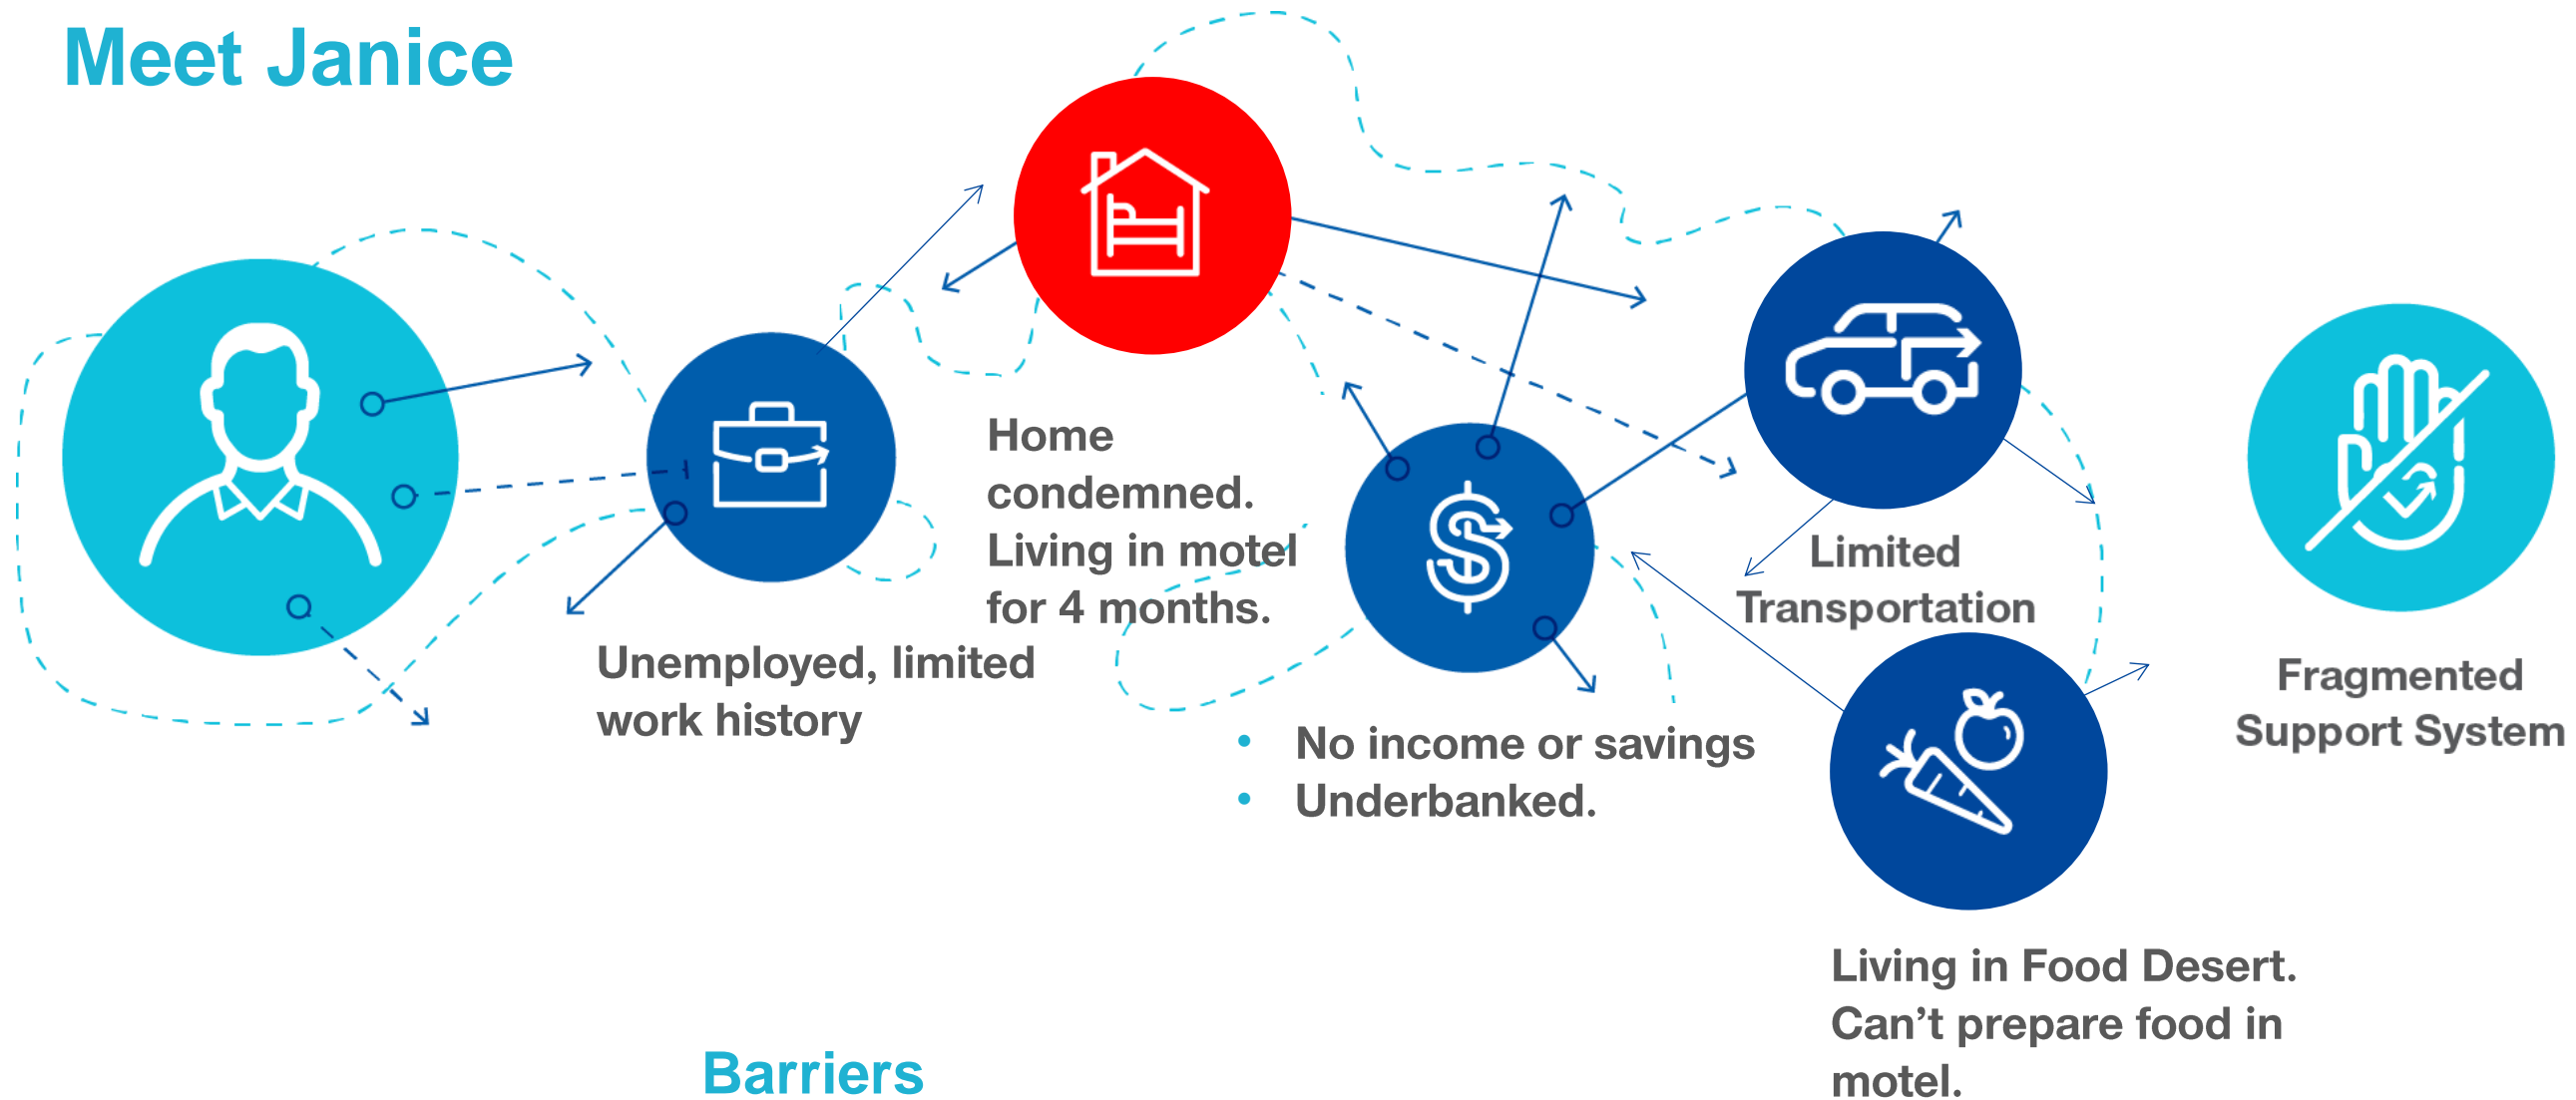 Meet Janice
Home
condemned.
Living in motel
for 4 months.
Unemployed, limited
work history
• No income or savings
• Underbanked.
Limited
Transportation
Fragmented
Support System
Living in Food Desert.
Can’t prepare food in
motel.
Barriers